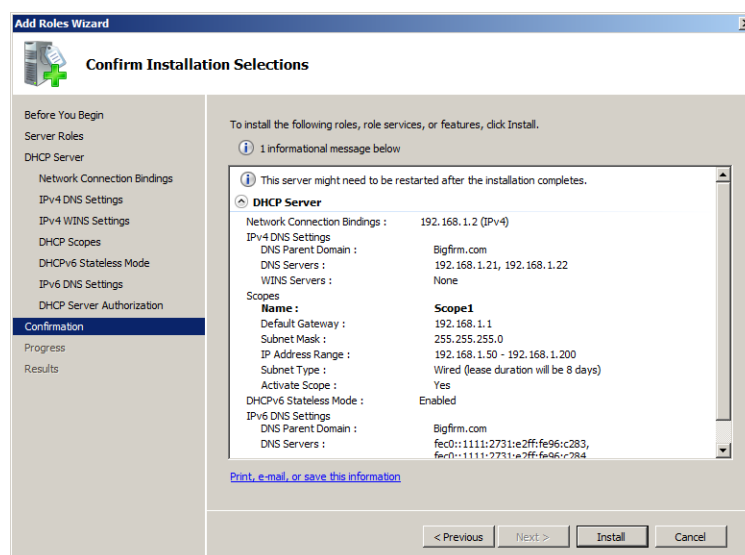 Add Roles Wizard
Confirm Installation Selections
Before You Begin
Server Roles
DHCP Server
Network Connection Bindings
IPv4 DNS Settings
IPv4 WINS Settings
DHCP Scopes
DHCPv6 Stateless Mode
IPv6 DNS Settings
DHCP Server Authorization
Confirmation
Progress
Results
To install the following roles, role services, or features, click Install.
1 informational message below
This server might need to be restarted after the installation completes.
DHCP Server
Network Connection Bindings : 192.168.1.2 (IPv4)
IPv4 DNS Settings
DNS Parent Domain : Bigfirm.com
DNS Servers : 192.168.1.21, 192.168.1.22
WINS Servers : None
Scopes
Name : Scope1
Default Gateway : 192.168.1.1
Subnet Mask : 255.255.255.0
IP Address Range : 192.168.1.50 - 192.168.1.200
Subnet Type : Wired (lease duration will be 8 days)
Activate Scope : Yes
DHCPv6 Stateless Mode : Enabled
IPv6 DNS Settings
DNS Parent Domain : Bigfirm.com
DNS Servers : fec0::1111:2731:e2ff:fe96:c283,
fec0::1111:2731:e2ff:fe96:c284
Print, e-mail, or save this information
< Previous Next > Install Cancel